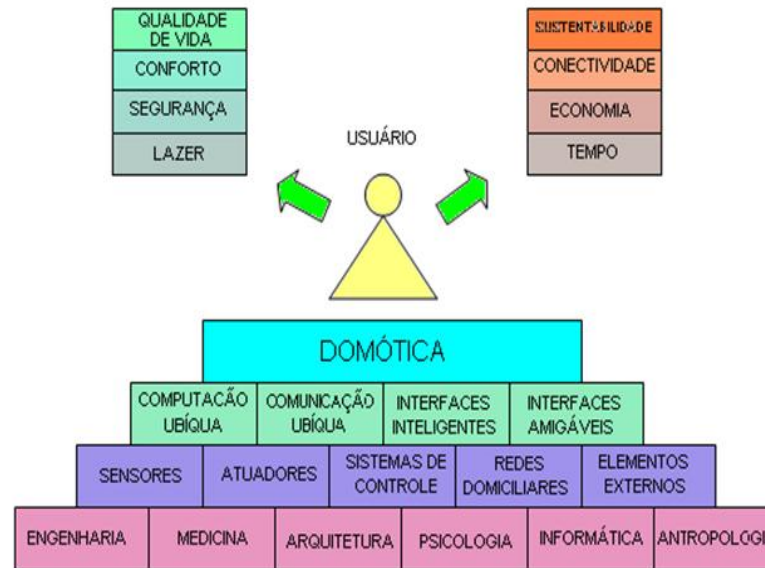 QUALIDADE
DE VIDA
CONFORTO
SEGURANÇA
LAZER
SUSTENTABILIDADE
CONECTIVIDADE
ECONOMIA
TEMPO
USUÁRIO
DOMÓTICA
COMPUTACÃO
UBÍQUA
COMUNICAÇÃO
UBÍQUA
INTERFACES
INTELIGENTES
INTERFACES
AMIGÁVEIS
SENSORES
ATUADORES
SISTEMAS DE
CONTROLE
REDES
DOMICILIARES
ELEMENTOS
EXTERNOS
ENGENHARIA
MEDICINA
ARQUITETURA
PSICOLOGIA
INFORMÁTICA
ANTROPOLOGI